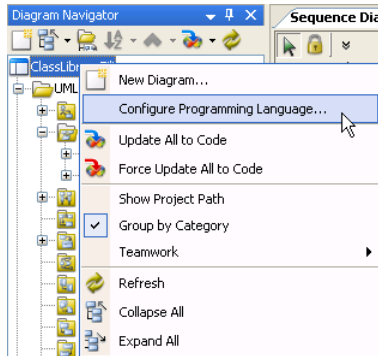 Diagram Navigator
Sequence Dia
New Diagram...
UML
Configure Programming Language...
Update All to Code
Force Update All to Code
Show Project Path
Group by Category
Teamwork
Refresh
Collapse All
Expand All